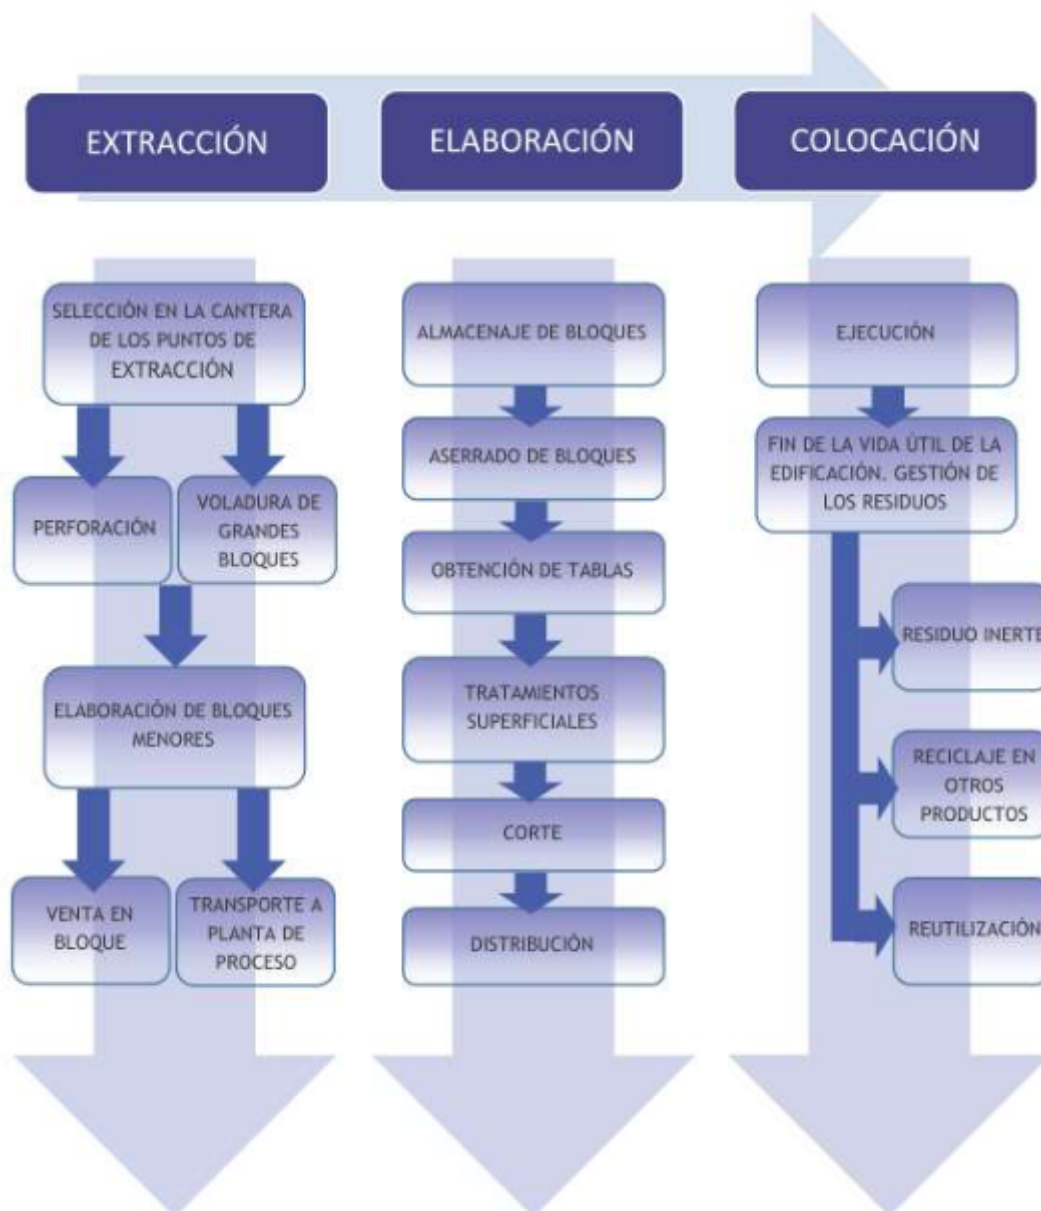 EXTRACCIÓN
ELABORACIÓN
COLOCACIÓN
SELECCIÓN EN LA CANTERA
DE LOS PUNTOS DE
EXTRACCIÓN
PERFORACIÓN
VOLADURA DE
GRANDES
BLOQUES
ELABORACIÓN DE BLOQUES
MENORES
VENTA EN
BLOQUE
TRANSPORTE A
PLANTA DE
PROCESO
ALMACENAJE DE BLOQUES
ASERRADO DE BLOQUES
OBTENCIÓN DE TABLAS
TRATAMIENTOS
SUPERFICIALES
CORTE
DISTRIBUCIÓN
EJECUCIÓN
FIN DE LA VIDA ÚTIL DE LA
EDIFICACIÓN. GESTIÓN DE
LOS RESIDUOS
RESIDUO INERTE
RECICLAJE EN
OTROS
PRODUCTOS
REUTILIZACIÓN